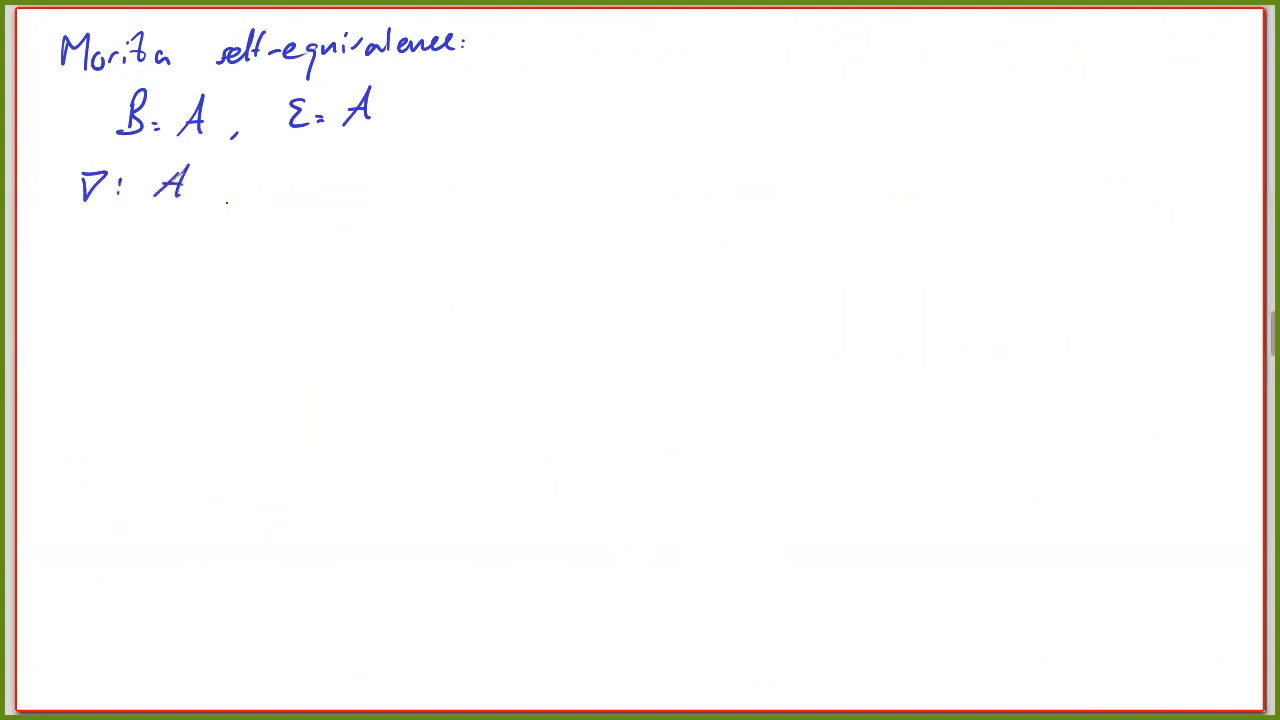 Morita self-equivalence:
B = A , ε = A
∇ : A